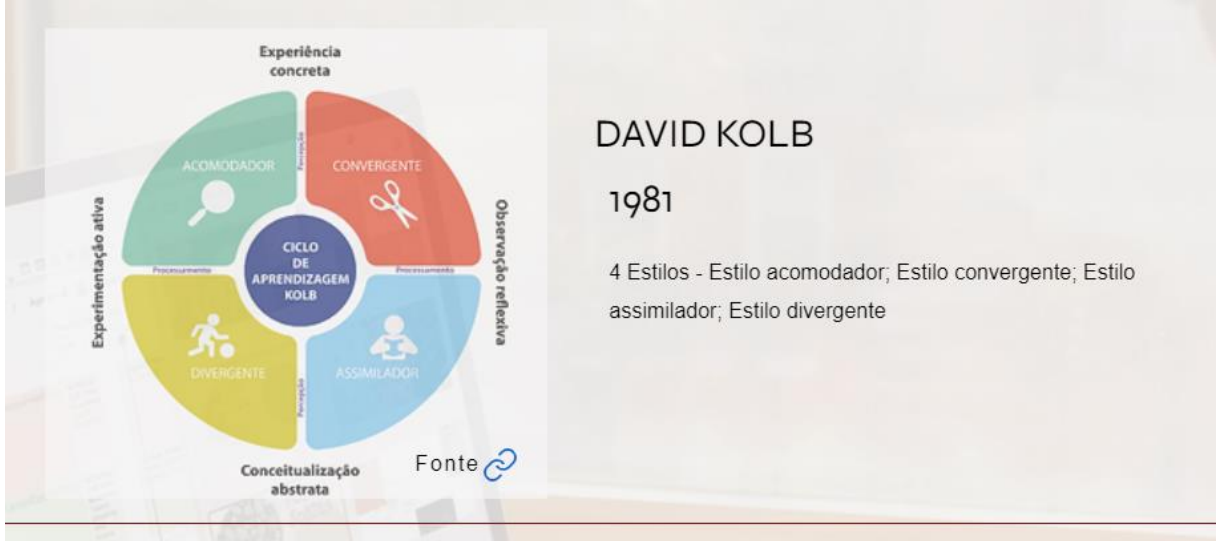 Experiência
concreta
ACOMODADOR
Percepção
CONVERGENTE
Experimentação ativa
Processamento
CICLO
DE
APRENDIZAGEM
KOLB
Processamento
Observação reflexiva
DIVERGENTE
Percepção
ASSIMILADOR
Conceitualização
abstrata
Fonte
DAVID KOLB
1981
4 Estilos - Estilo acomodador; Estilo convergente; Estilo
assimilador; Estilo divergente